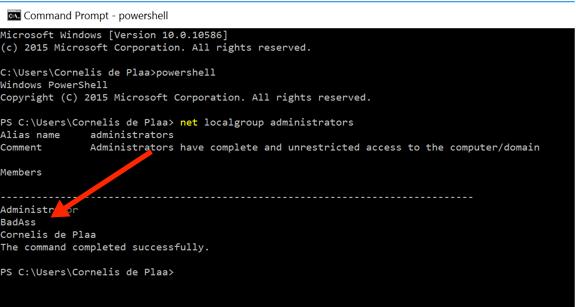 Command Prompt - powershell
Microsoft Windows [Version 10.0.10586]
(c) 2015 Microsoft Corporation. All rights reserved.
C:\Users\Cornelis de Plaa>powershell
Windows PowerShell
Copyright (C) 2015 Microsoft Corporation. All rights reserved.
PS C:\Users\Cornelis de Plaa> net localgroup administrators
Alias name     administrators
Comment        Administrators have complete and unrestricted access to the computer/domain
Members
-------------------------------------------------------------------------------
Administrator
BadAss
Cornelis de Plaa
The command completed successfully.
PS C:\Users\Cornelis de Plaa>